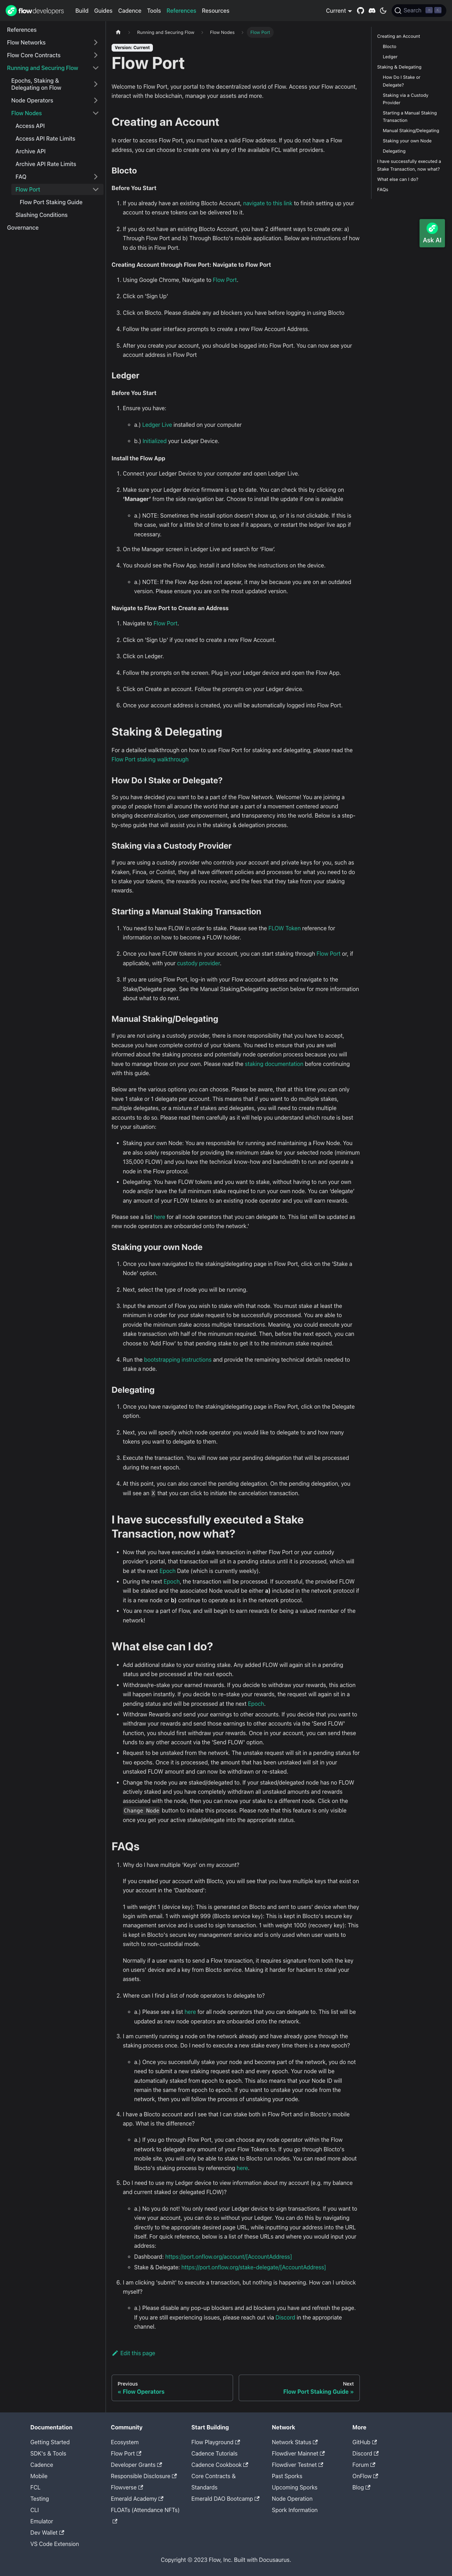 flowdevelopers
Build
Guides
Cadence
Tools
References
Resources
Current
Search
References
Flow Networks
Flow Core Contracts
Running and Securing Flow
Epochs, Staking &
Delegating on Flow
Node Operators
Flow Nodes
Access API
Access API Rate Limits
Archive API
Archive API Rate Limits
FAQ
Flow Port
Flow Port Staking Guide
Slashing Conditions
Governance
Running and Securing Flow
Flow Nodes
Flow Port
Version: Current
Flow Port
Welcome to Flow Port, your portal to the world of Flow. Access your Flow account,
interact with the blockchain, manage your assets and more.
Creating an Account
In order to access Flow Port, you must have a valid Flow address. If you do not have a Flow
address, you can choose to create one via any of the available FCL wallet providers.
Blocto
Before You Start
1. If you already have an existing Blocto account, navigate to this link to finish setting up your
account to ensure tokens can be delivered to it.
2. If you do not have an existing Blocto account, you have two ways to create one: a)
Through Flow Port and b) Through Blocto's mobile application. Below are instructions of how
to do this in Flow Port.
Creating Account through Flow Port: Navigate to Flow Port
1. Using Google Chrome, Navigate to Flow Port.
2. Click on 'Sign Up'
3. Click on Blocto. Please disable any ad blockers you have before logging in using Blocto
4. Follow the user interface prompts to create a new Flow Account Address.
5. After you create your account, you should be logged into Flow Port. You can now see your
account address in Flow Port
Ledger
Before You Start
1. Ensure you have:
a.) Ledger Live installed on your computer
b.) Initialized your Ledger Device.
Install the Flow App
1. Connect your Ledger Device to your computer and open Ledger Live.
2. Make sure your Ledger device firmware is up to date. You can check this by clicking on
'Manager' from the side navigation bar. Choose to install the update if one is available
a.) NOTE: Sometimes the install option doesn't show up, or it is not clickable. If this is
the case, wait for a little bit of time to see if it appears, or restart the ledger live app if
necessary.
3. On the Manager screen in Ledger Live and search for 'Flow'.
4. You should see the Flow App. Install it and follow the instructions on the device.
a.) NOTE: If the Flow App does not appear, it may be because you are on an outdated
version. Please ensure you are on the most updated version.
Navigate to Flow Port to Create an Address
1. Navigate to Flow Port.
2. Click on 'Sign Up' if you need to create a new Flow Account.
3. Click on Ledger.
4. Follow the prompts on the screen. Plug in your Ledger device and open the Flow App.
5. Click on Create an account. Follow the prompts on your Ledger device.
6. Once your account address is created, you will be automatically logged into Flow Port.
Staking & Delegating
For a detailed walkthrough on how to use Flow Port for staking and delegating, please read the
Flow Port staking walkthrough
How Do I Stake or Delegate?
So you have decided you want to be a part of the Flow Network. Welcome! You are joining a
group of people from all around the world that are a part of a movement centered around
bringing decentralization, user empowerment, and transparency into the world. Below is a step-
by-step guide that will assist you in the staking & delegation process.
Staking via a Custody Provider
If you are using a custody provider who controls your account and private keys for you, such as
Kraken, Finoa, or Coinlist, they all have different policies and processes for what you need to do
to stake your tokens, the rewards you receive, and the fees that they take from your staking
rewards.
Starting a Manual Staking Transaction
1. You need to have FLOW in order to stake. Please see the FLOW Token reference for
information on how to become a FLOW holder.
2. Once you have FLOW tokens in your account, you can start staking through Flow Port or, if
applicable, with your custody provider.
3. If you are using Flow Port, log-in with your Flow account address and navigate to the
Stake/Delegate page. See the Manual Staking/Delegating section below for more information
about what to do next.
Manual Staking/Delegating
If you are not using a custody provider, there is more responsibility that you have to accept,
because you have complete control of your tokens. You need to ensure that you are well
informed about the staking process and potentially node operation process because you will
have to manage those on your own. Please read the staking documentation before continuing
with this guide.
Below are the various options you can choose. Please be aware, that at this time you can only
have 1 stake or 1 delegate per account. This means that if you want to do multiple stakes,
multiple delegates, or a mixture of stakes and delegates, you will need to create multiple
accounts to do so. Please read them carefully as it will help you understand which is the best fit
for your situation:
Staking your own Node: You are responsible for running and maintaining a Flow Node. You
are also solely responsible for providing the minimum stake for your selected node (minimum
135,000 FLOW) and you have the technical know-how and bandwidth to run and operate a
node in the Flow protocol.
Delegating: You have FLOW tokens and you want to stake, without having to run your own
node and/or have the full minimum stake required to run your own node. You 'delegate'
any amount of your FLOW tokens to an existing node operator and you will earn rewards.
Please see a list here for all node operators that you can delegate to. This list will be updated as
new node operators are onboarded onto the network.'
Staking your own Node
1. Once you have navigated to the staking/delegating page in Flow Port, click on the 'Stake a
Node' option.
2. Next, select the type of node you will be running.
3. Input the amount of Flow you wish to stake with that node. You must stake at least the
minimum in order for your stake request to be successfully processed. You will be able to
provide the minimum stake across multiple transactions. Meaning, you could execute your
stake transaction with half of the minumum required. Then, before the next epoch, you must
choose to 'Add Flow' to that pending stake to get it to the minimum stake required.
4. Run the bootstrapping instructions and provide the remaining technical details needed to
stake a node.
Delegating
1. Once you have navigated to the staking/delegating page in Flow Port, click on the Delegate
option.
2. Next, you will specify which node operator you would like to delegate to and how many
tokens you want to delegate to them.
3. Execute the transaction. You will now see your pending delegation that will be processed
during the next epoch.
4. At this point, you can also cancel the pending delegation. On the pending delegation, you
will see an X that you can click to initiate the cancelation transaction.
I have successfully executed a Stake
Transaction, now what?
Now that you have executed a stake transaction in either Flow Port or your custody
provider's portal, that transaction will sit in a pending status until it is processed, which will
be at the next Epoch Date (which is currently weekly).
During the next Epoch, the transaction will be processed. If successful, the provided FLOW
will be staked and the associated Node would be either a) included in the network protocol if
it is a new node or b) continue to operate as is in the network protocol.
You are now a part of Flow, and will begin to earn rewards for being a valued member of the
network!
What else can I do?
Add additional stake to your existing stake. Any added FLOW will again sit in a pending
status and be processed at the next epoch.
Withdraw/re-stake your earned rewards. If you decide to withdraw your rewards, this action
will happen instantly. If you decide to re-stake your rewards, the request will again sit in a
pending status and will be processed at the next Epoch.
Withdraw Rewards and send your earnings to other accounts. If you decide that you want to
withdraw your rewards and send those earnings to other accounts with the 'Send FLOW'
function, you should first withdraw your rewards. Once in your account, you can send these
funds to any other account via the 'Send FLOW' option.
Request to be unstaked from the network. The unstake request will sit in a pending status for
two epochs. Once it is processed, the amount that has been unstaked will sit in your
unstaked FLOW amount and can now be withdrawn or re-staked.
Change the node you are staked/delegated to. If your staked/delegated node has no FLOW
actively staked and you have completely withdrawn all unstaked amounts and rewards
associated with the node, then you can move your stake to a different node. Click on the
Change Node button to initiate this process. Please note that this feature is only visible
once you get your active stake/delegate into the appropriate amount.
FAQs
1. Why do I have multiple 'Keys' on my account?
If you created your account with Blocto, you will see that you have multiple keys that exist on
your account in the 'Dashboard':
1 with weight 1 (device key): This is generated on Blocto and sent to users' device when they
login with email. 1 with weight 999 (Blocto service key): This is kept in Blocto's secure key
management service and is used to sign transaction. 1 with weight 1000 (recovery key): This
is kept in Blocto's secure key management service and is only used when user wants to
switch to non-custodial mode.
Normally if a user wants to send a Flow transaction, it requires signature from both the key
on users' device and a key from Blocto service. Making it harder for hackers to steal your
assets.
2. Where can I find a list of node operators to delegate to?
a.) Please see a list here for all node operators that you can delegate to. This list will be
updated as new node operators are onboarded onto the network.
3. I am currently running a node on the network already and have already gone through the
staking process once. Do I need to execute a new stake every time there is a new epoch?
a.) Once you successfully stake your node and become part of the network, you do not
need to submit a new staking request each and every epoch. Your node will be
automatically staked from epoch to epoch. This also means that your Node ID will
remain the same from epoch to epoch. If you want to unstake your node from the
network, then you will follow the process of unstaking your node.
4. I have a Blocto account and I see that I can stake both in Flow Port and in Blocto's mobile
app. What is the difference?
a.) If you go through Flow Port, you can choose any node operator within the Flow
network to delegate any amount of your Flow Tokens to. If you go through Blocto's
mobile site, you will only be able to stake to Blocto run nodes. You can read more about
Blocto's staking process by referencing here.
5. Do I need to use my Ledger device to view information about my account (e.g. my balance
and current staked or delegated FLOW)?
a.) No you do not! You only need your Ledger device to sign transactions. If you want to
view your account, you can do so without your Ledger. You can do this by navigating
directly to the appropriate desired page URL, while inputting your address into the URL
itself. For quick reference, below is a list of these URLs and where you would input your
address:
Dashboard: https://port.onflow.org/account/[AccountAddress]
Stake & Delegate: https://port.onflow.org/stake-delegate/[AccountAddress]
6. I am clicking 'submit' to execute a transaction, but nothing is happening. How can I unblock
myself?
a.) Please disable any pop-up blockers and ad blockers you have and refresh the page.
If you are still experiencing issues, please reach out via Discord in the appropriate
channel.
Edit this page
Previous
« Flow Operators
Next
Flow Port Staking Guide »
Creating an Account
Blocto
Ledger
Staking & Delegating
How Do I Stake or
Delegate?
Staking via a Custody
Provider
Starting a Manual Staking
Transaction
Manual Staking/Delegating
Staking your own Node
Delegating
I have successfully executed a
Stake Transaction, now what?
What else can I do?
FAQs
Ask AI
Documentation
Getting Started
SDK's & Tools
Cadence
Mobile
FCL
Testing
CLI
Emulator
Dev Wallet
VS Code Extension
Community
Ecosystem
Flow Port
Developer Grants
Responsible Disclosure
Flowverse
Emerald Academy
FLOATs (Attendance NFTs)
Start Building
Flow Playground
Cadence Tutorials
Cadence Cookbook
Core Contracts &
Standards
Emerald DAO Bootcamp
Network
Network Status
Flowdiver Mainnet
Flowdiver Testnet
Past Sporks
Upcoming Sporks
Node Operation
Spork Information
More
GitHub
Discord
Forum
OnFlow
Blog
Copyright © 2023 Flow, Inc. Built with Docusaurus.